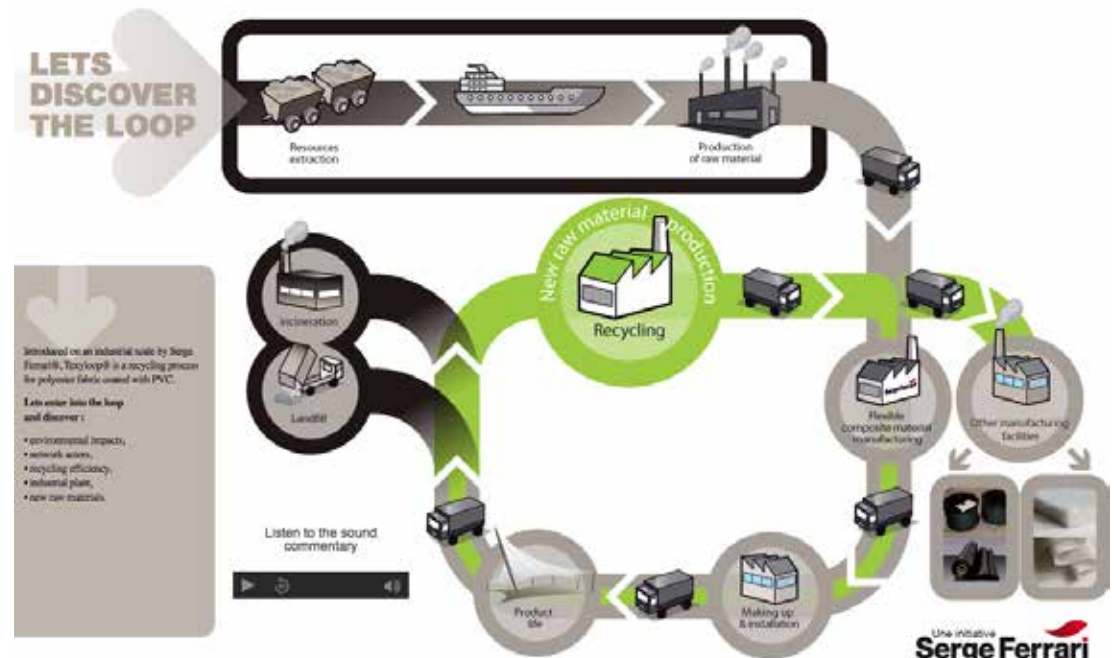 LETS
DISCOVER
THE LOOP
Resources
extraction
Production
of raw material
New raw material production
Recycling
Incineration
Landfill
Introduced on an industrial scale by Serge
Ferrari®, Texyloop® is a recycling process
for polyester fabric coated with PVC.
Lets enter into the loop
and discover :
• environmental impacts,
• network actors,
• recycling efficiency,
• industrial plant,
• new raw materials.
Flexible
composite material
manufacturing
Other manufacturing
facilities
Listen to the sound
commentary
Product
life
Making up
& installation
Une initiative
Serge Ferrari